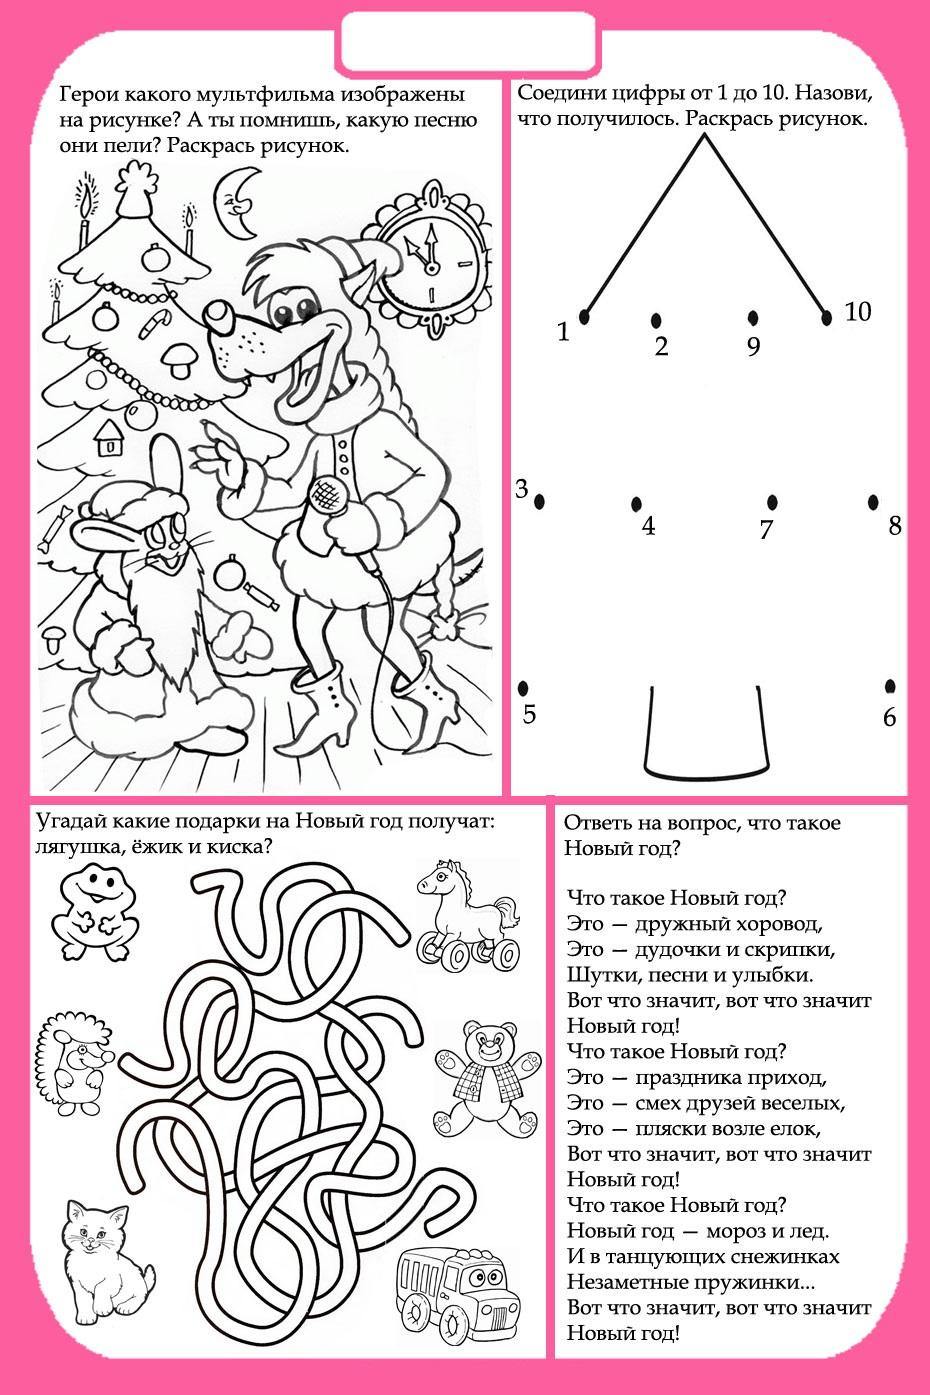 Герои какого мультфильма изображены
на рисунке? А ты помнишь, какую песню
они пели? Раскрась рисунок.
Соедини цифры от 1 до 10. Назови,
что получилось. Раскрась рисунок.
1
2
9
10
3
4
7
8
5
6
Угадай какие подарки на Новый год получат:
лягушка, ёжик и киска?
Ответь на вопрос, что такое
Новый год?
Что такое Новый год?
Это — дружный хоровод,
Это — дудочки и скрипки,
Шутки, песни и улыбки.
Вот что значит, вот что значит
Новый год!
Что такое Новый год?
Это — праздника приход,
Это — смех друзей веселых,
Это — пляски возле елок,
Вот что значит, вот что значит
Новый год!
Что такое Новый год?
Новый год — мороз и лед.
И в танцующих снежинках
Незаметные пружинки...
Вот что значит, вот что значит
Новый год!